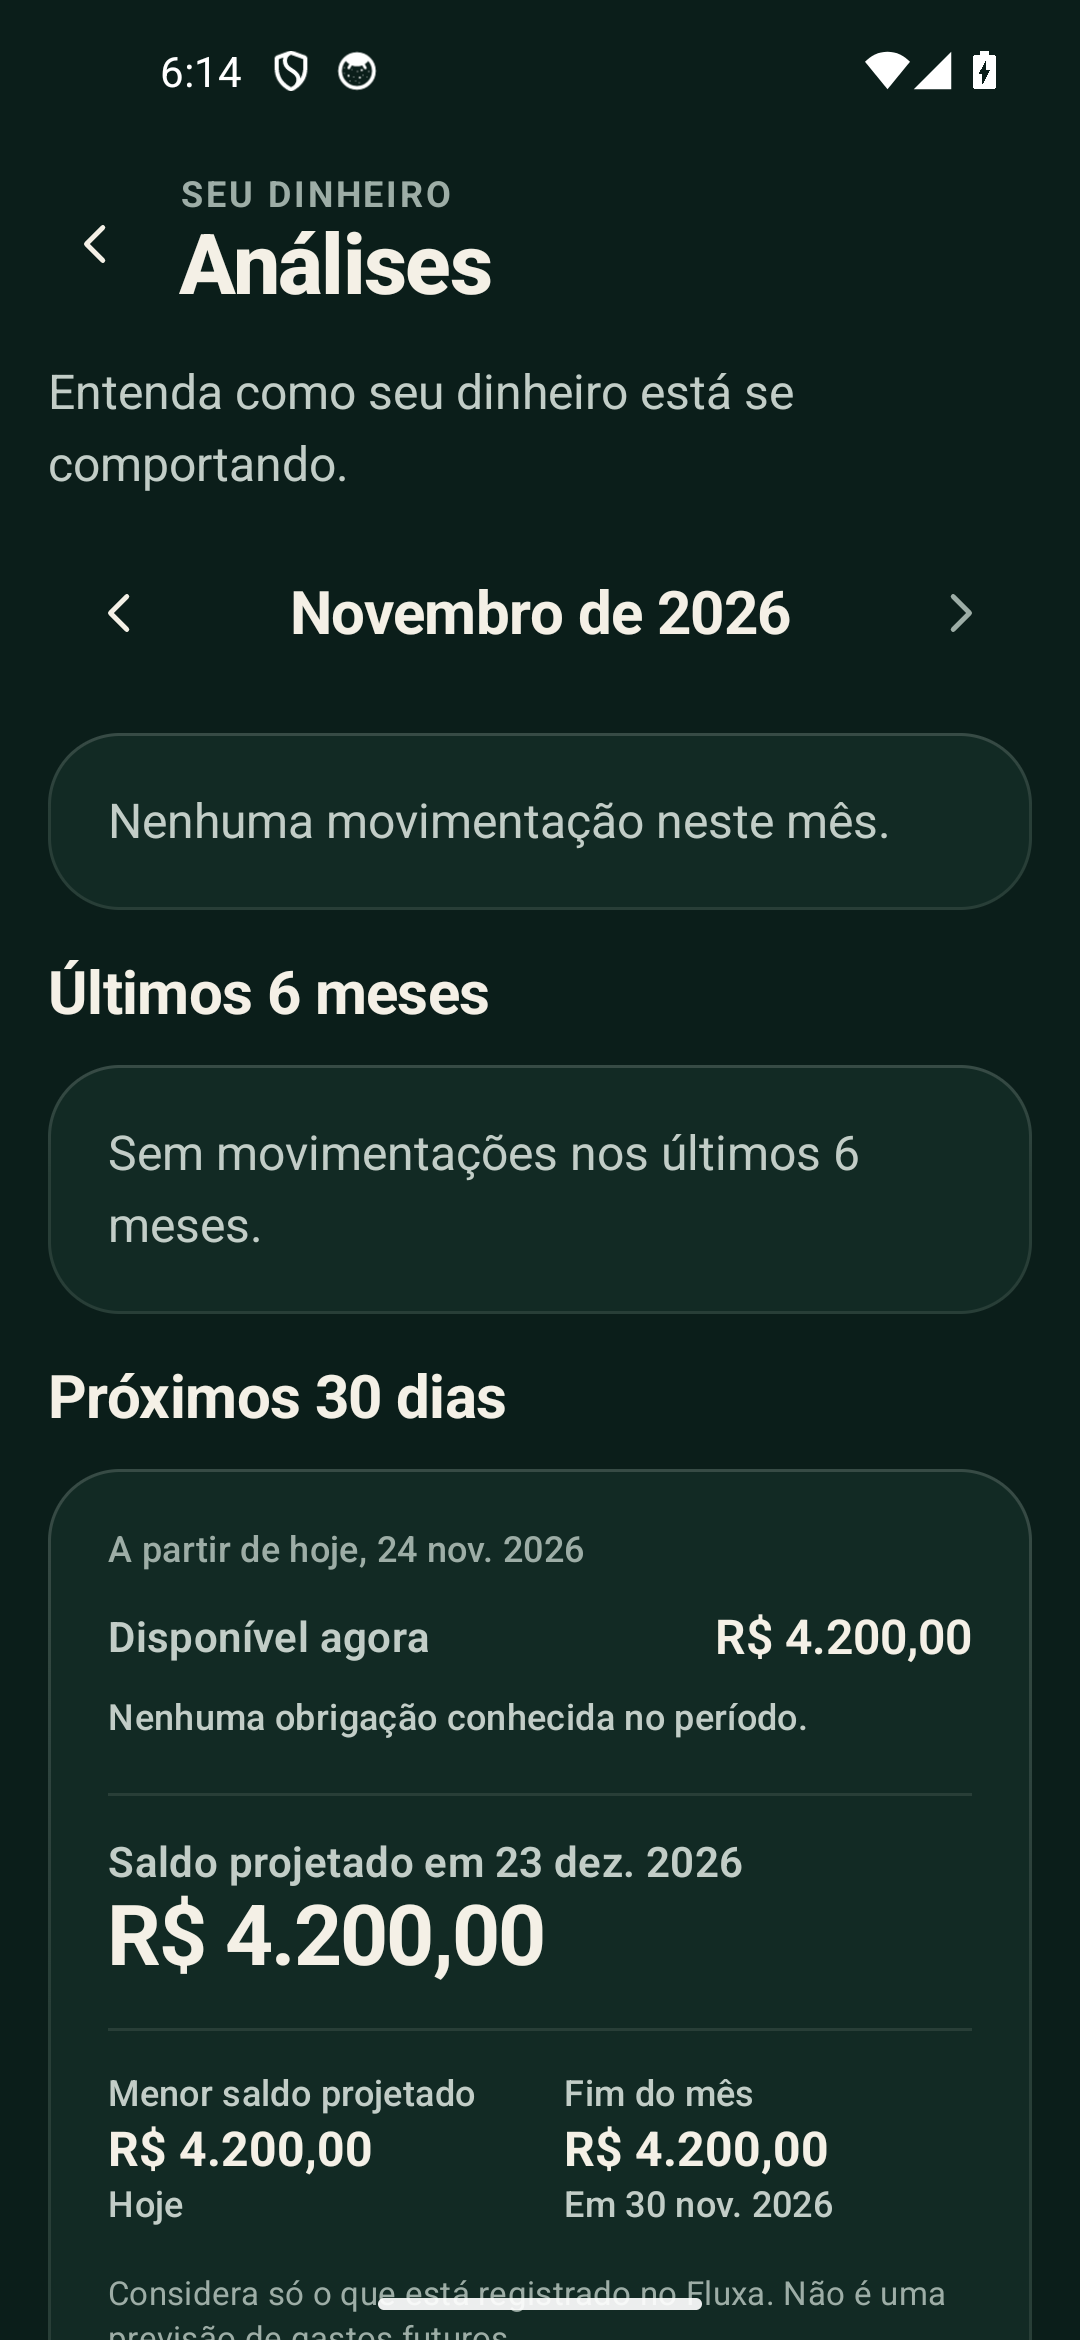 6:14
SEU DINHEIRO
Análises
Entenda como seu dinheiro está se
comportando.
Novembro de 2026
Nenhuma movimentação neste mês.
Últimos 6 meses
Sem movimentações nos últimos 6
meses.
Próximos 30 dias
A partir de hoje, 24 nov. 2026
Disponível agora R$ 4.200,00
Nenhuma obrigação conhecida no período.
Saldo projetado em 23 dez. 2026
R$ 4.200,00
Menor saldo projetado Fim do mês
R$ 4.200,00 R$ 4.200,00
Hoje Em 30 nov. 2026
Considera só o que está registrado no Fluxa. Não é uma
previsão de gastos futuros.